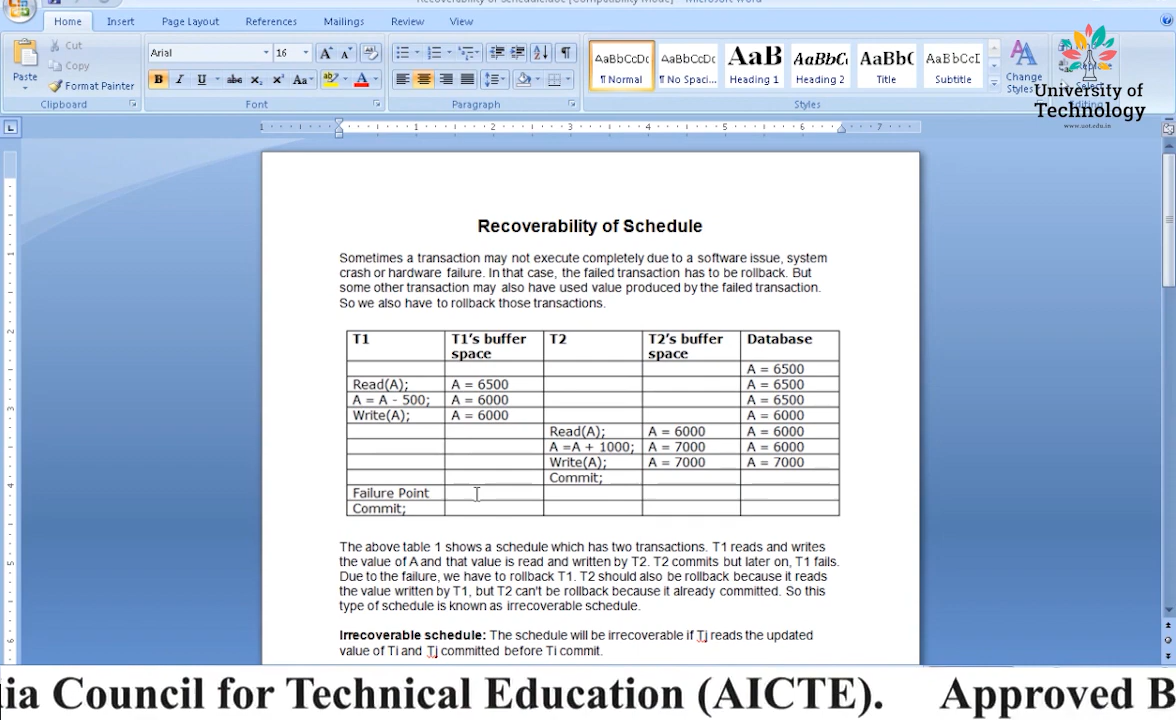 Home Insert Page Layout References Mailings Review View
Cut
Copy
Format Painter
Paste
Clipboard
Arial 16
Font
Paragraph
AaBbCcDc AaBbCcDc AaB AaBbC AaBb( AaBbCcL
¶ Normal ¶ No Spaci... Heading 1 Heading 2 Title Subtitle
Change
Styles
Styles
University of
Technology
www.uot.edu.in
Recoverability of Schedule
Sometimes a transaction may not execute completely due to a software issue, system
crash or hardware failure. In that case, the failed transaction has to be rollback. But
some other transaction may also have used value produced by the failed transaction.
So we also have to rollback those transactions.
T1 T1's buffer space T2 T2's buffer space Database
A = 6500
Read(A); A = 6500 A = 6500
A = A - 500; A = 6000 A = 6500
Write(A); A = 6000 A = 6000
Read(A); A = 6000 A = 6000
A =A + 1000; A = 7000 A = 6000
Write(A); A = 7000 A = 7000
Commit;
Failure Point
Commit;
The above table 1 shows a schedule which has two transactions. T1 reads and writes
the value of A and that value is read and written by T2. T2 commits but later on, T1 fails.
Due to the failure, we have to rollback T1. T2 should also be rollback because it reads
the value written by T1, but T2 can't be rollback because it already committed. So this
type of schedule is known as irrecoverable schedule.
Irrecoverable schedule: The schedule will be irrecoverable if Tj reads the updated
value of Ti and Tj committed before Ti commit.
ia Council for Technical Education (AICTE). Approved B